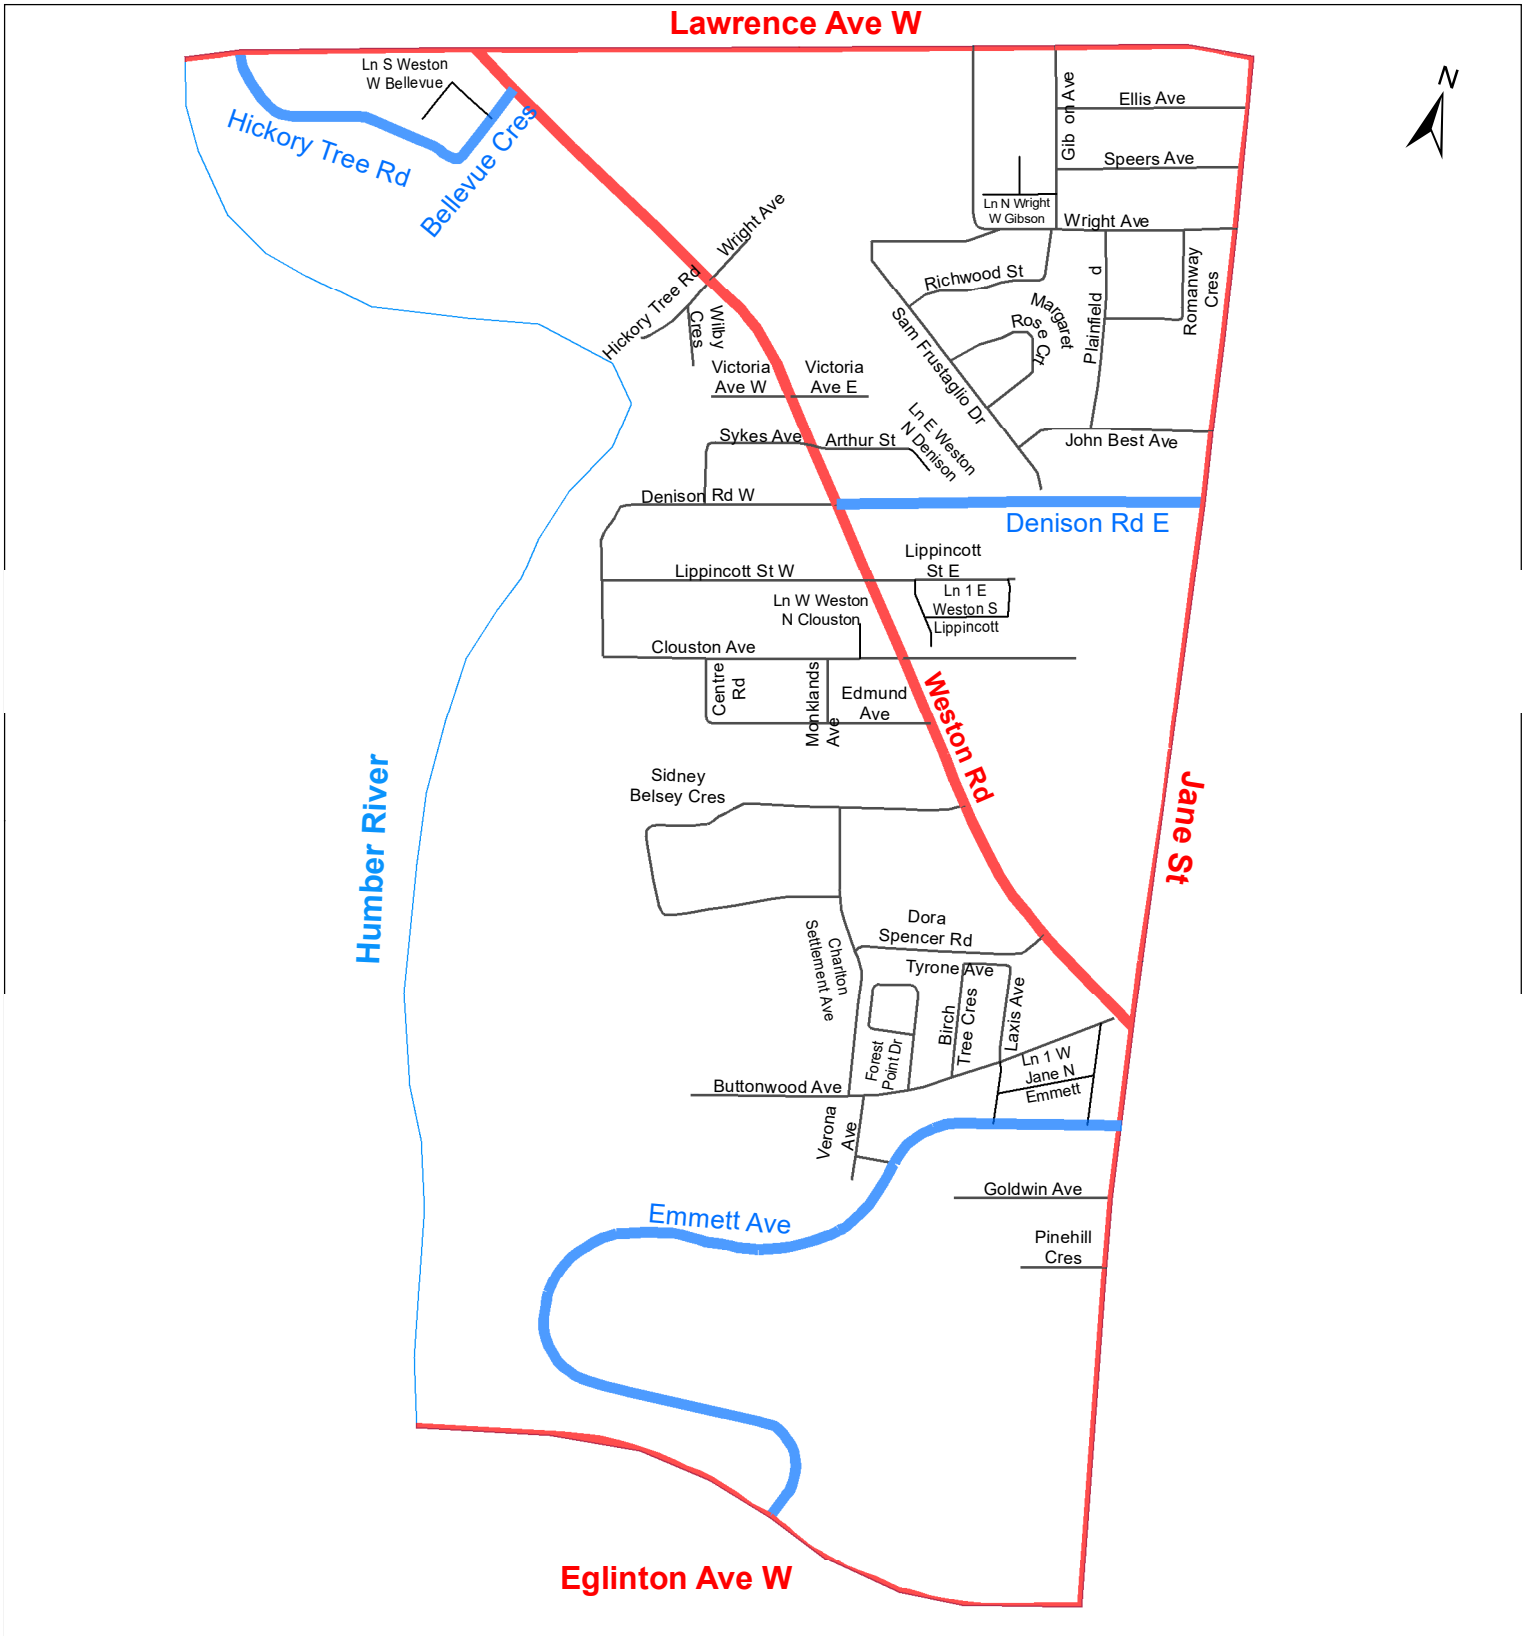 Lawrence Ave W
N
Ln S Weston
W Bellevue
Hickory Tree Rd
Bellevue Cres
Gib on Ave
Ellis Ave
Speers Ave
Ln N Wright
W Gibson
Wright Ave
Wright Ave
Hickory Tree Rd
Wilby
Cres
Richwood St
Margaret
Rose Crt
Plainfield d
Romanway
Cres
Sam Frustaglio Dr
Victoria
Ave W
Victoria
Ave E
Sykes Ave
Arthur St
Ln E Weston
N Denison
John Best Ave
Denison Rd W
Denison Rd E
Lippincott St W
Lippincott
St E
Ln 1 E
Weston S
Lippincott
Ln W Weston
N Clouston
Clouston Ave
Centre
Rd
Monklands
Ave
Edmund
Ave
Weston Rd
Jane St
Humber River
Sidney
Belsey Cres
Charlton
Settlement Ave
Dora
Spencer Rd
Tyrone Ave
Birch
Tree Cres
Laxis Ave
Forest
Point Dr
Ln 1 W
Jane N
Emmett
Buttonwood Ave
Verona
Ave
Goldwin Ave
Emmett Ave
Pinehill
Cres
Eglinton Ave W